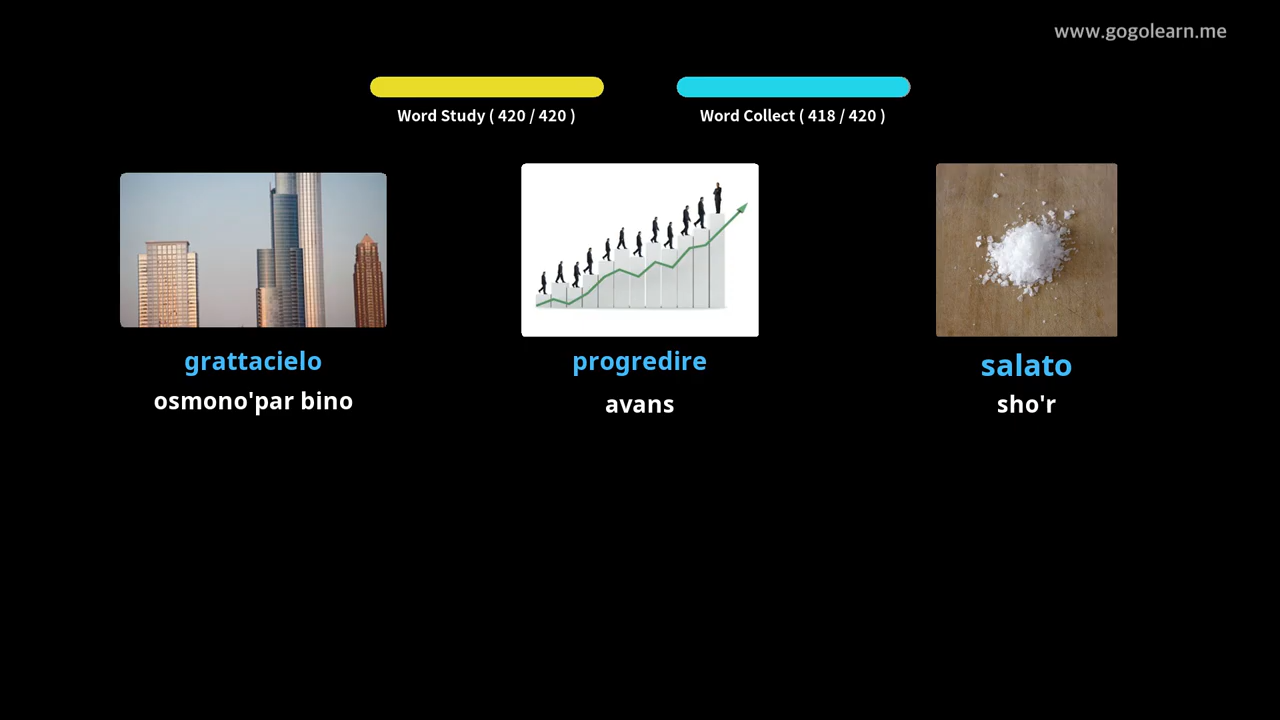 www.gogolearn.me
Word Study ( 420 / 420 )
Word Collect ( 418 / 420 )
grattacielo
osmono'par bino
progredire
avans
salato
sho'r